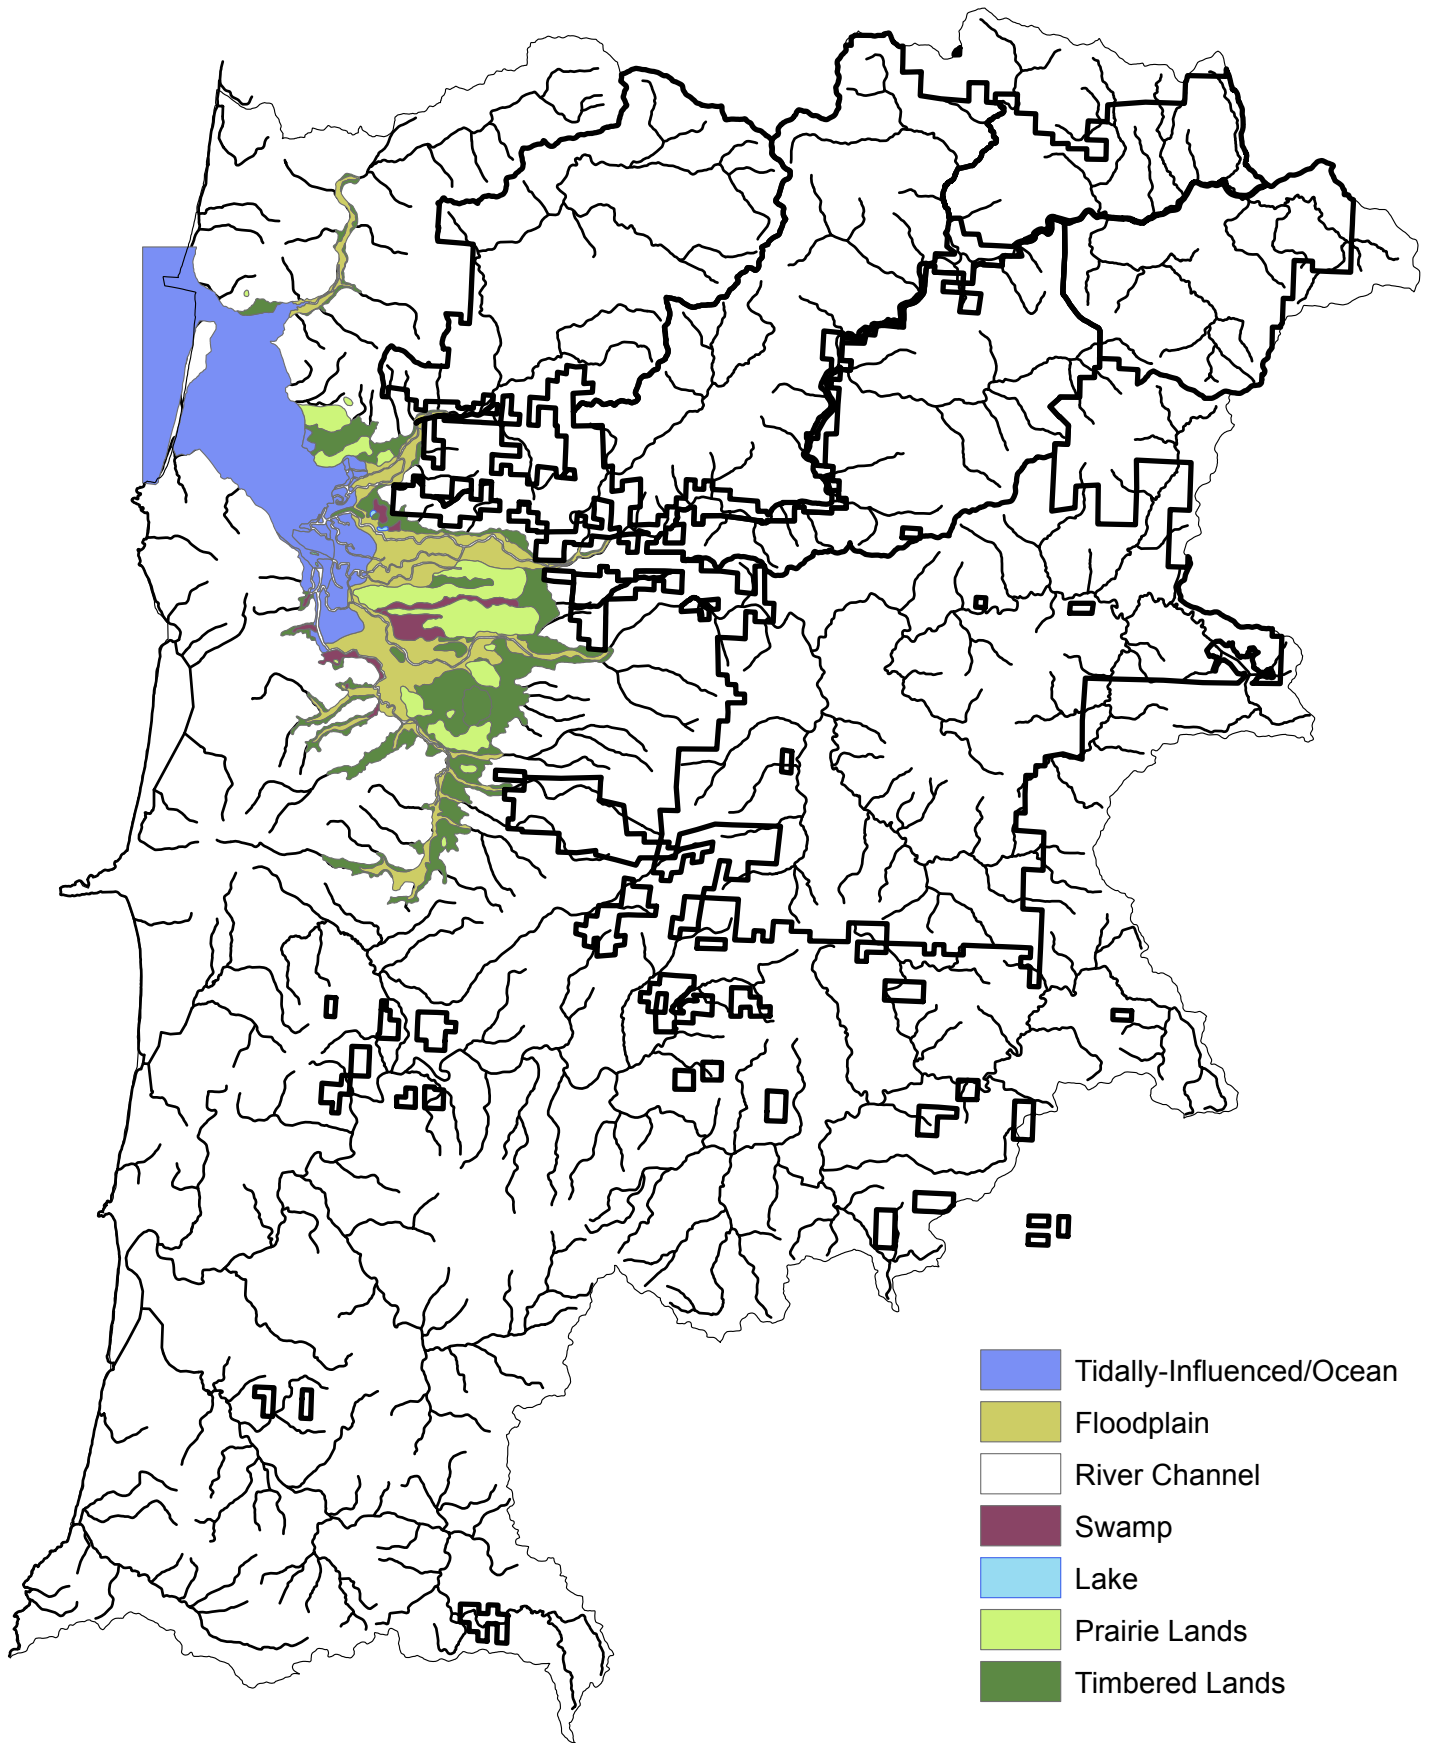 Tidally-Influenced/Ocean
Floodplain
River Channel
Swamp
Lake
Prairie Lands
Timbered Lands